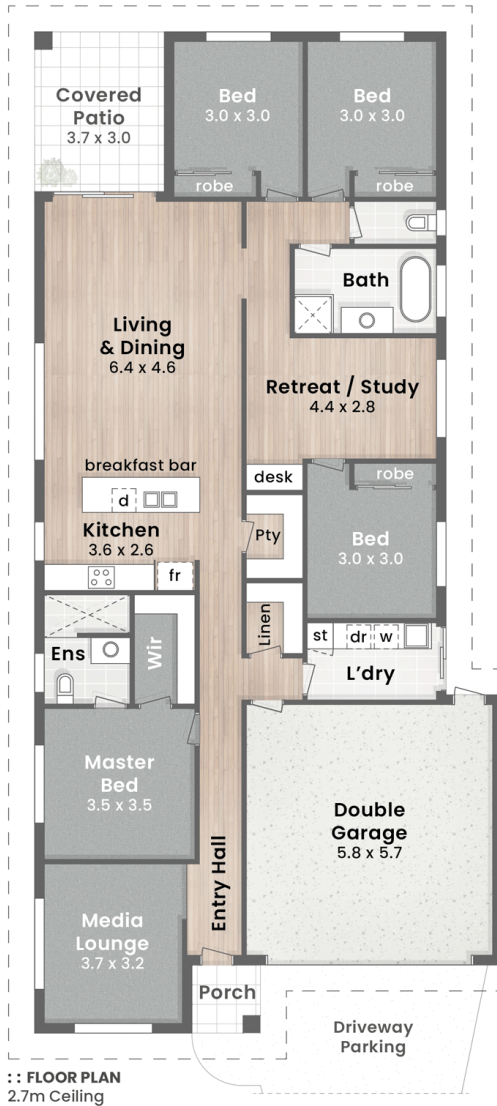 Covered
Patio
3.7 x 3.0
Bed
3.0 x 3.0
Bed
3.0 x 3.0
robe
robe
Bath
Living
& Dining
6.4 x 4.6
Retreat / Study
4.4 x 2.8
breakfast bar
desk
robe
d
Kitchen
3.6 x 2.6
Pty
Bed
3.0 x 3.0
fr
Linen
st
dr
w
Ens
Wir
L'dry
Master
Bed
3.5 x 3.5
Double
Garage
5.8 x 5.7
Entry Hall
Media
Lounge
3.7 x 3.2
Porch
Driveway
Parking
:: FLOOR PLAN
2.7m Ceiling